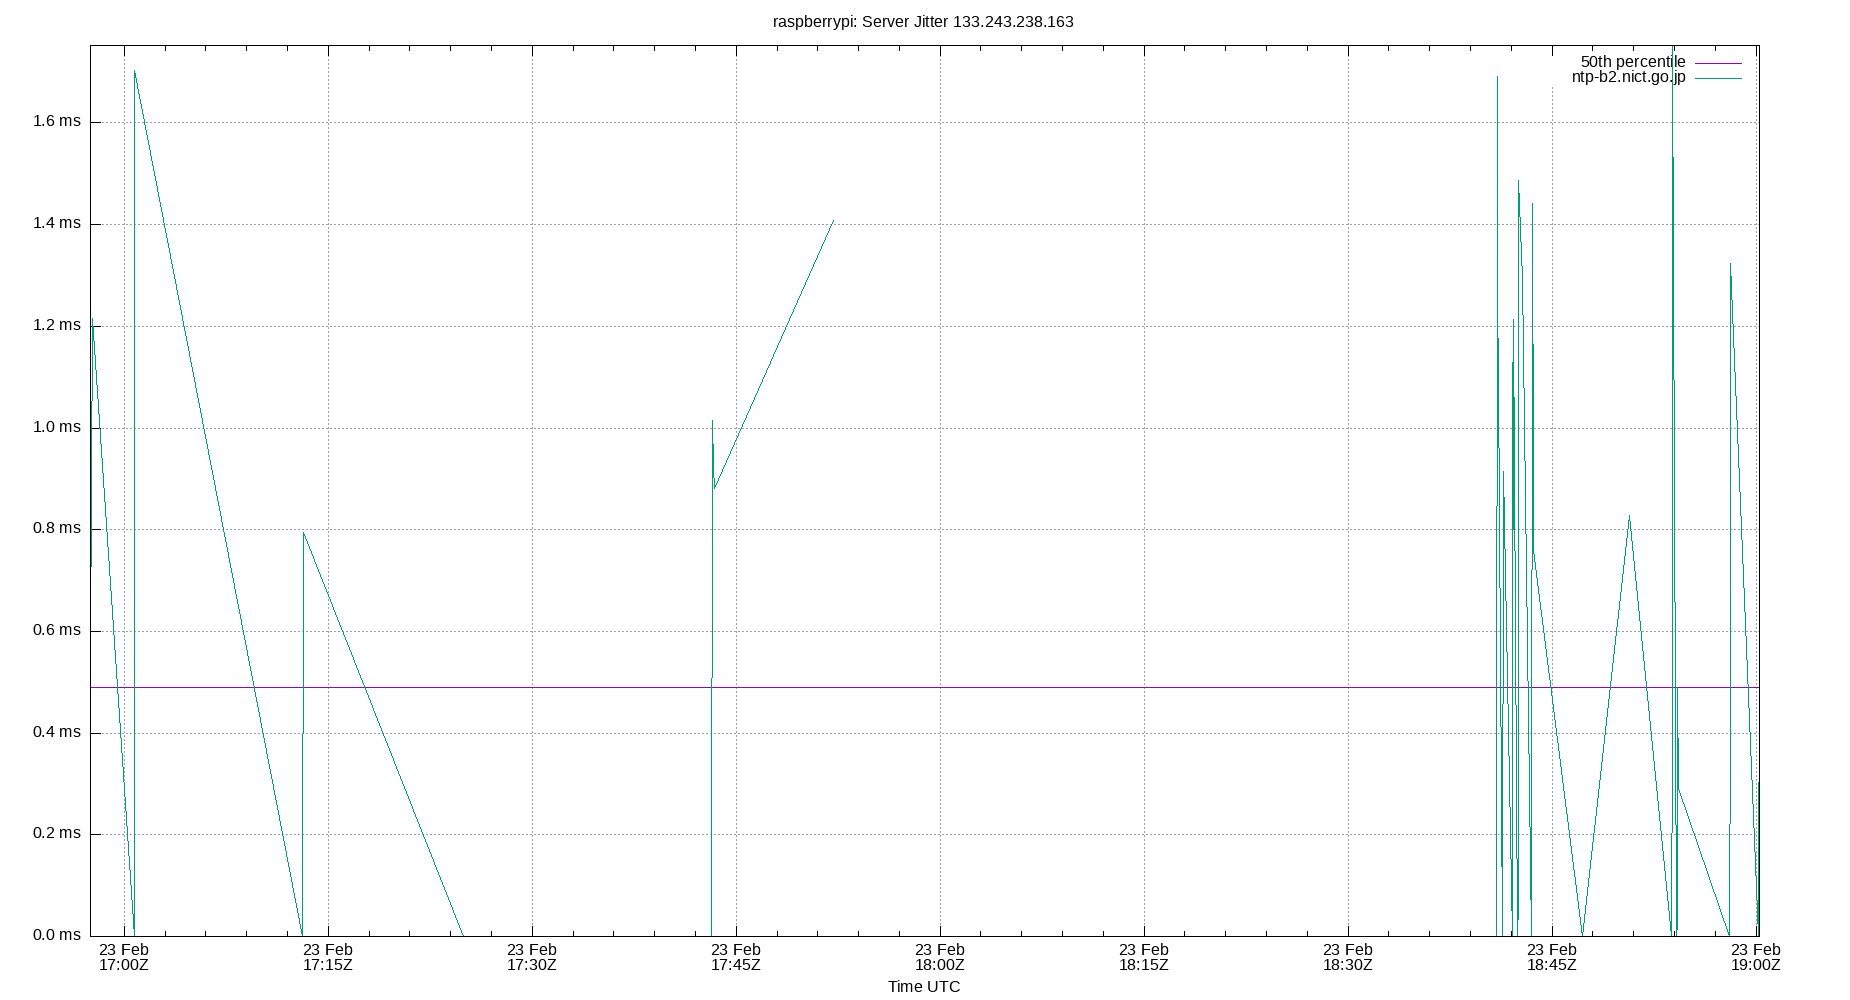 raspberrypi: Server Jitter 133.243.238.163
50th percentile
ntp-b2.nict.go.jp
1.6 ms
1.4 ms
1.2 ms
1.0 ms
0.8 ms
0.6 ms
0.4 ms
0.2 ms
0.0 ms
23 Feb 23 Feb 23 Feb 23 Feb 23 Feb 23 Feb 23 Feb 23 Feb 23 Feb
17:00Z 17:15Z 17:30Z 17:45Z 18:00Z 18:15Z 18:30Z 18:45Z 19:00Z
Time UTC